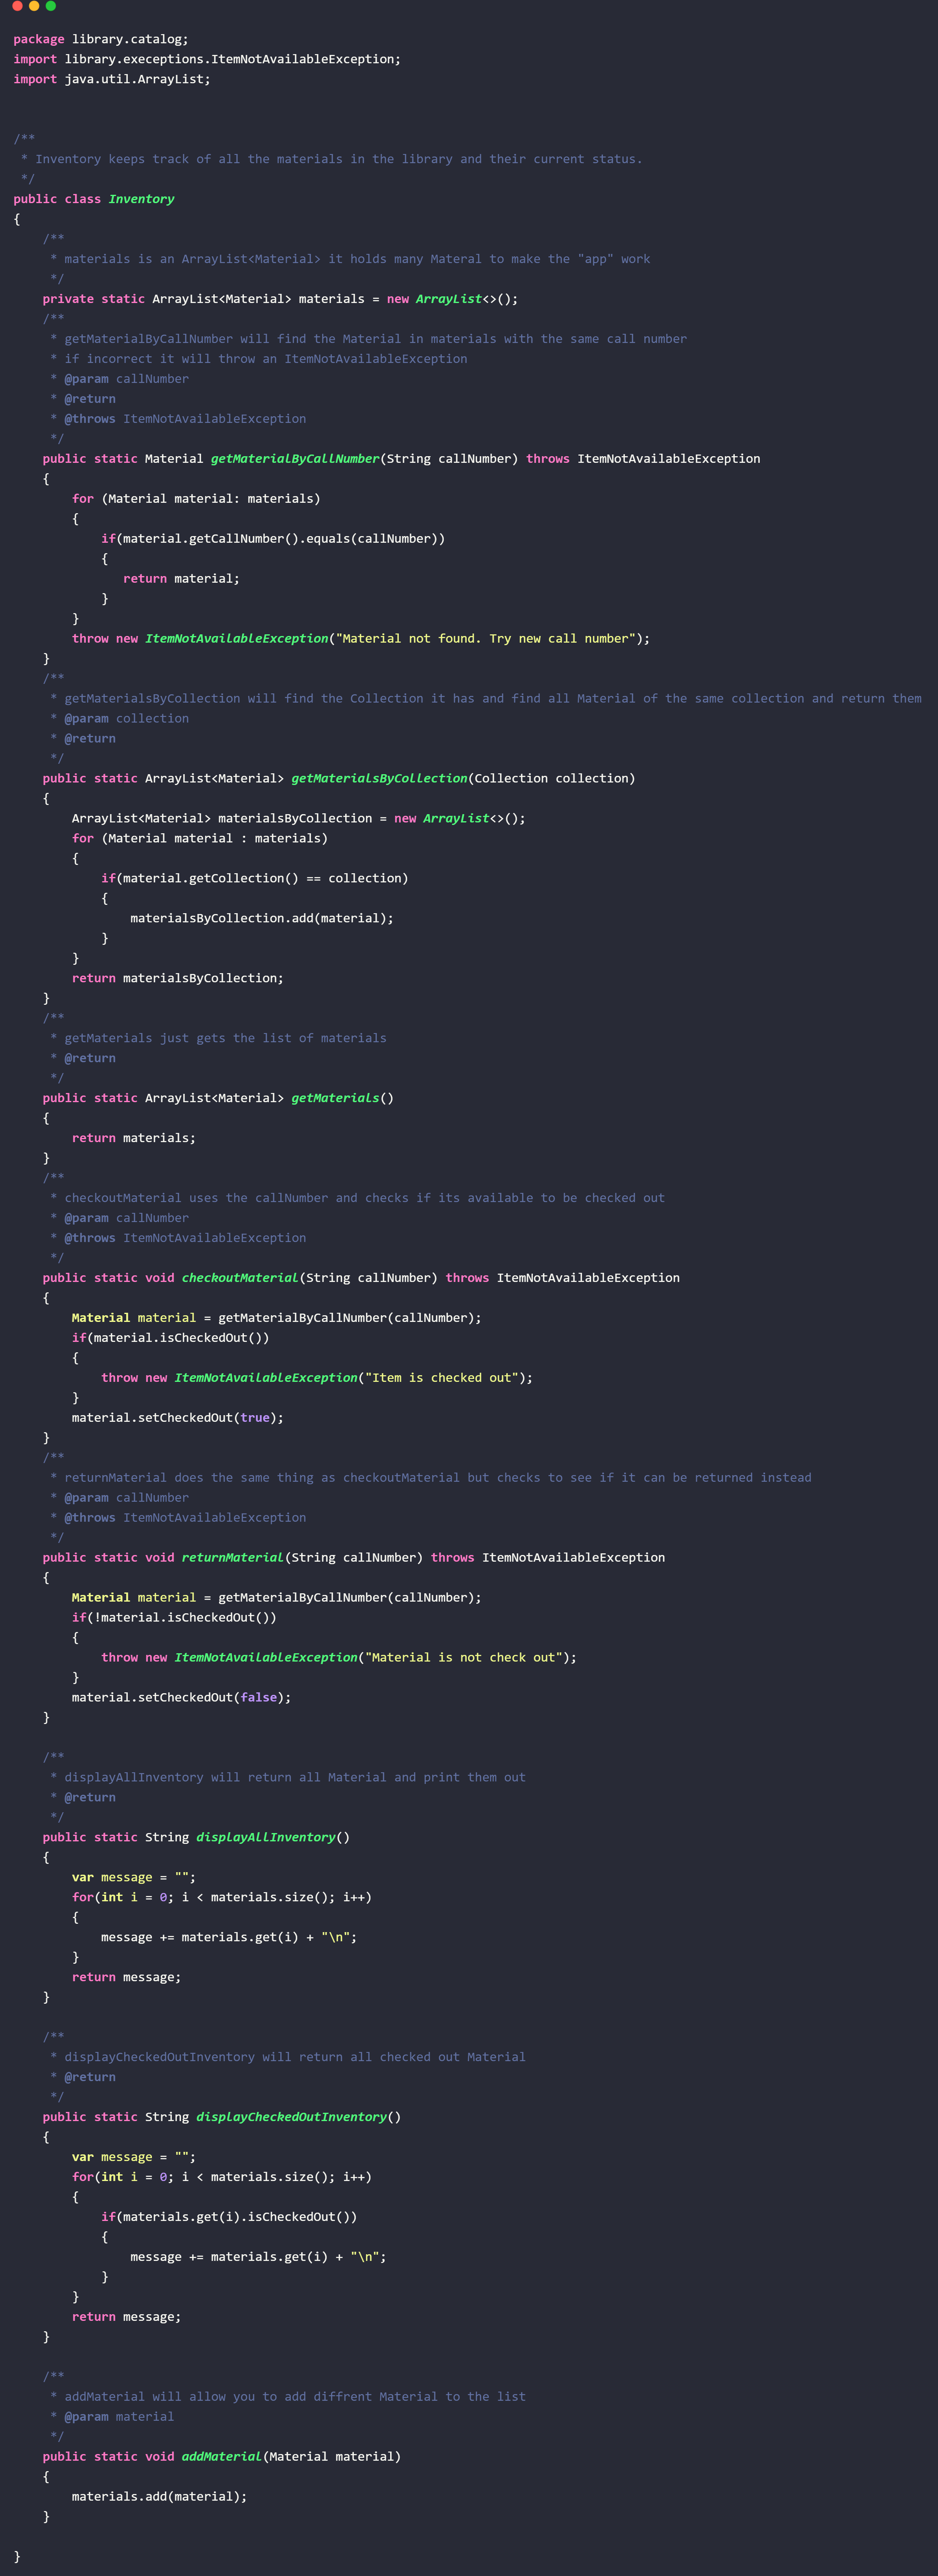 package library.catalog;
import library.execeptions.ItemNotAvailableException;
import java.util.ArrayList;


/**
 * Inventory keeps track of all the materials in the library and their current status.
 */
public class Inventory
{
    /**
     * materials is an ArrayList<Material> it holds many Materal to make the "app" work
     */
    private static ArrayList<Material> materials = new ArrayList<>();
    /**
     * getMaterialByCallNumber will find the Material in materials with the same call number
     * if incorrect it will throw an ItemNotAvailableException
     * @param callNumber
     * @return
     * @throws ItemNotAvailableException
     */
    public static Material getMaterialByCallNumber(String callNumber) throws ItemNotAvailableException
    {
        for (Material material: materials)
        {
            if(material.getCallNumber().equals(callNumber))
            {
               return material;
            }
        }
        throw new ItemNotAvailableException("Material not found. Try new call number");
    }
    /**
     * getMaterialsByCollection will find the Collection it has and find all Material of the same collection and return them
     * @param collection
     * @return
     */
    public static ArrayList<Material> getMaterialsByCollection(Collection collection)
    {
        ArrayList<Material> materialsByCollection = new ArrayList<>();
        for (Material material : materials)
        {
            if(material.getCollection() == collection)
            {
                materialsByCollection.add(material);
            }
        }
        return materialsByCollection;
    }
    /**
     * getMaterials just gets the list of materials
     * @return
     */
    public static ArrayList<Material> getMaterials()
    {
        return materials;
    }
    /**
     * checkoutMaterial uses the callNumber and checks if its available to be checked out
     * @param callNumber
     * @throws ItemNotAvailableException
     */
    public static void checkoutMaterial(String callNumber) throws ItemNotAvailableException
    {
        Material material = getMaterialByCallNumber(callNumber);
        if(material.isCheckedOut())
        {
            throw new ItemNotAvailableException("Item is checked out");
        }
        material.setCheckedOut(true);
    }
    /**
     * returnMaterial does the same thing as checkoutMaterial but checks to see if it can be returned instead
     * @param callNumber
     * @throws ItemNotAvailableException
     */
    public static void returnMaterial(String callNumber) throws ItemNotAvailableException
    {
        Material material = getMaterialByCallNumber(callNumber);
        if(!material.isCheckedOut())
        {
            throw new ItemNotAvailableException("Material is not check out");
        }
        material.setCheckedOut(false);
    }

    /**
     * displayAllInventory will return all Material and print them out
     * @return
     */
    public static String displayAllInventory()
    {
        var message = "";
        for(int i = 0; i < materials.size(); i++)
        {
            message += materials.get(i) + "\n";
        }
        return message;
    }

    /**
     * displayCheckedOutInventory will return all checked out Material
     * @return
     */
    public static String displayCheckedOutInventory()
    {
        var message = "";
        for(int i = 0; i < materials.size(); i++)
        {
            if(materials.get(i).isCheckedOut())
            {
                message += materials.get(i) + "\n";
            }
        }
        return message;
    }

    /**
     * addMaterial will allow you to add diffrent Material to the list
     * @param material
     */
    public static void addMaterial(Material material)
    {
        materials.add(material);
    }

}